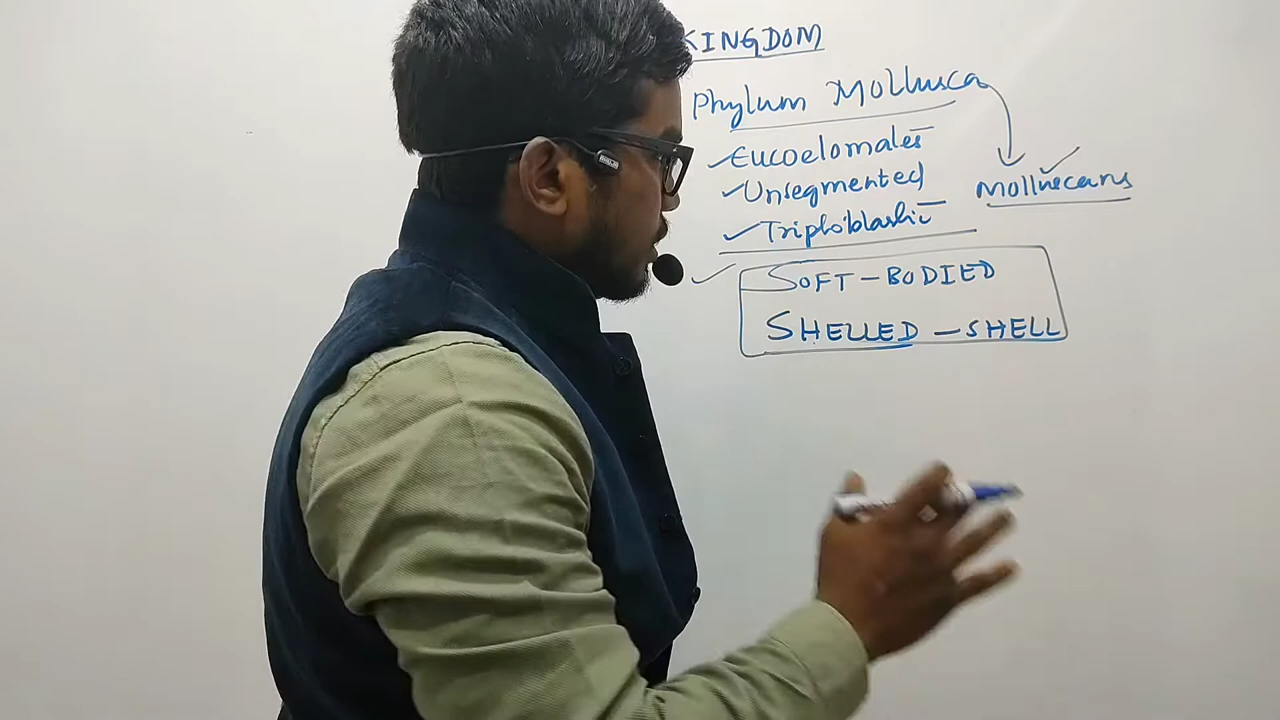 KINGDOM
Phylum Mollusca
Eucoelomates
Unsegmented
Molluscans
Triploblastic
SOFT-BODIED
SHELLED - SHELL